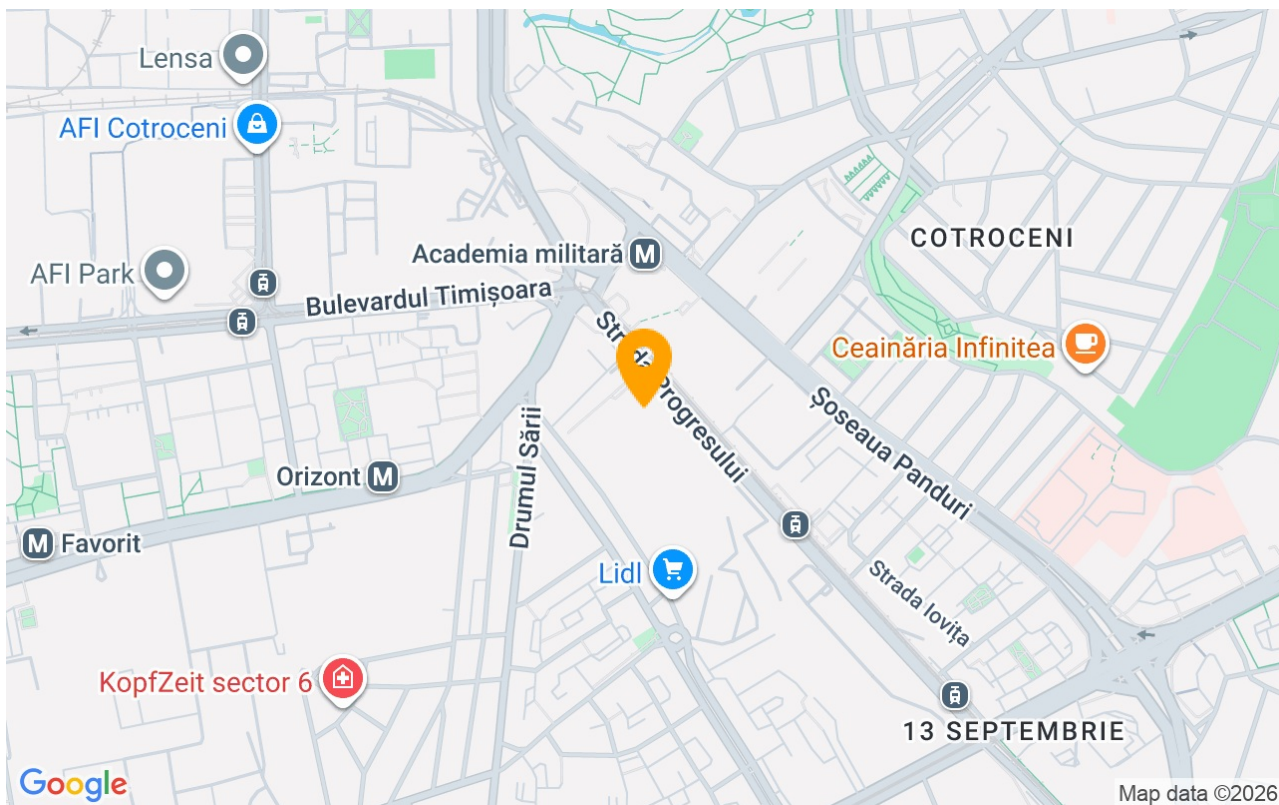 Lensa
AFI Cotroceni
COTROCENI
Academia militară
M
AFI Park
Bulevardul Timișoara
Strada Progresului
Ceainăria Infinitea
Șoseaua Panduri
Drumul Sării
Orizont M
M Favorit
Lidl
Strada Iovița
KopfZeit sector 6
13 SEPTEMBRIE
Google
Map data ©2026